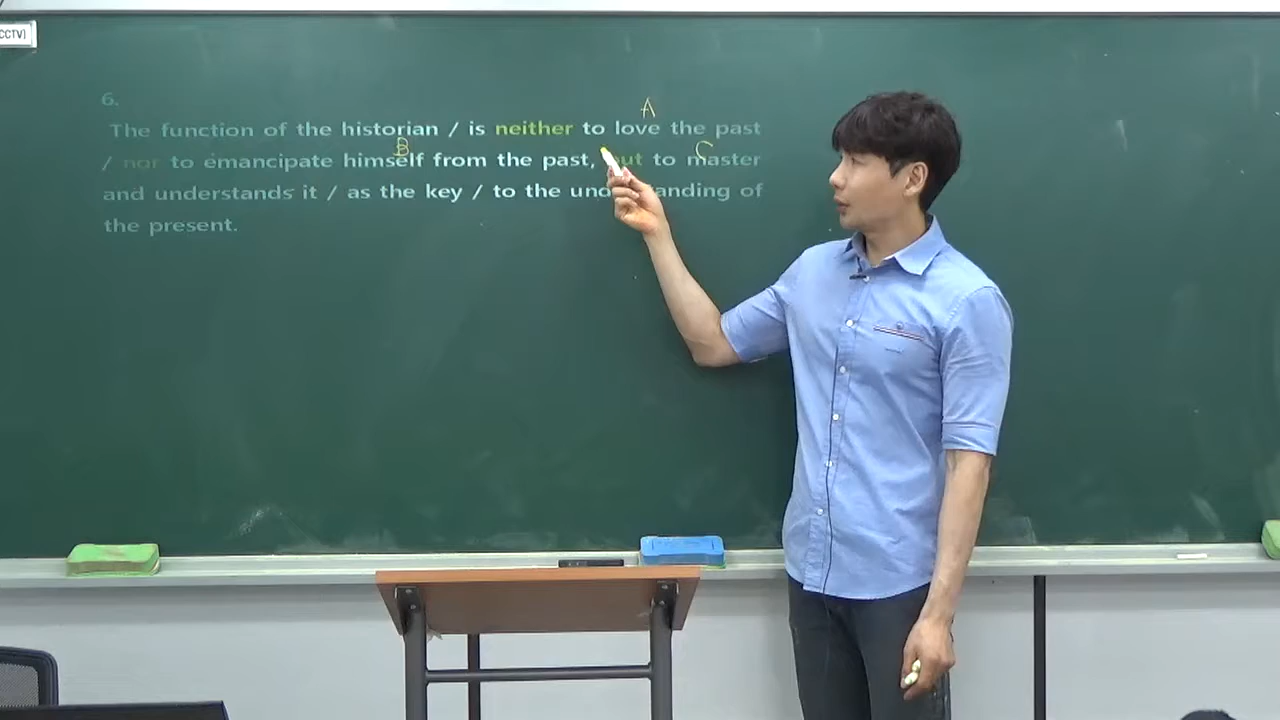 CCTV)
6.
A
The function of the historian / is neither to love the past
B C
/ nor to emancipate himself from the past, but to master
and understands it / as the key / to the understanding of
the present.